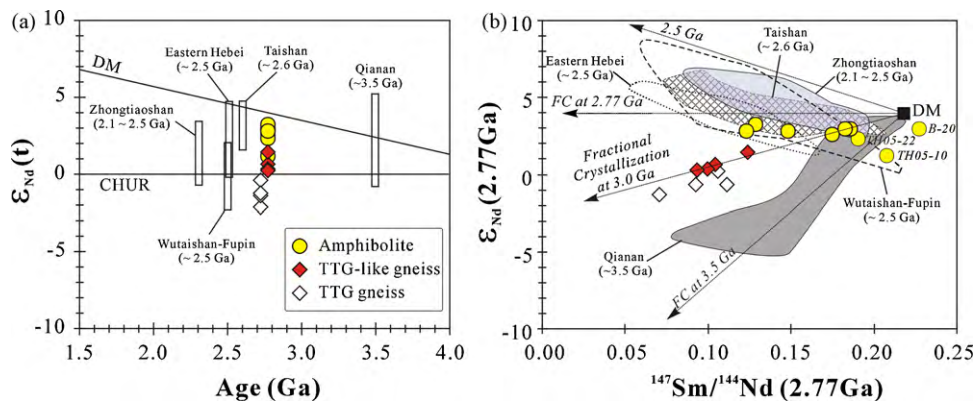 (a)
10
5
0
-5
-10
εNd(t)
DM
Eastern Hebei
(~2.5 Ga)
Taishan
(~2.6 Ga)
Qianan
(~3.5 Ga)
Zhongtiaoshan
(2.1 ~ 2.5 Ga)
CHUR
Wutaishan-Fupin
(~2.5 Ga)
Amphibolite
TTG-like gneiss
TTG gneiss
1.5 2.0 2.5 3.0 3.5 4.0
Age (Ga)
(b)
10
5
0
-5
-10
εNd(2.77Ga)
2.5 Ga
Taishan
(~2.6 Ga)
Eastern Hebei
(~2.5 Ga)
Zhongtiaoshan
(2.1 ~ 2.5 Ga)
FC at 2.77 Ga
DM
B-20
TH05-22
TH05-10
Fractional
Crystallization
at 3.0 Ga
Wutaishan-Fupin
(~2.5 Ga)
Qianan
(~3.5 Ga)
FC at 3.5 Ga
0.00 0.05 0.10 0.15 0.20 0.25
147Sm/144Nd (2.77Ga)